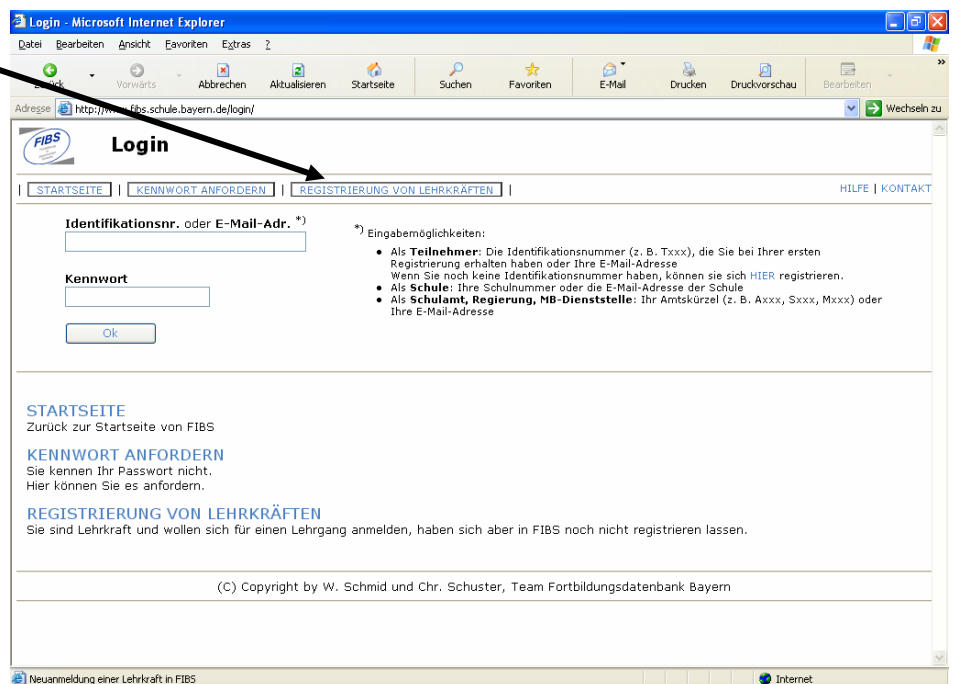 Login - Microsoft Internet Explorer
Datei Bearbeiten Ansicht Favoriten Extras ?
Zurück Vorwärts Abbrechen Aktualisieren Startseite Suchen Favoriten E-Mail Drucken Druckvorschau Bearbeiten »
Adresse http://www.fibs.schule.bayern.de/login/ Wechseln zu
FIBS Login
| STARTSEITE | KENNWORT ANFORDERN | REGISTRIERUNG VON LEHRKRÄFTEN | HILFE | KONTAKT
Identifikationsnr. oder E-Mail-Adr. *)
Kennwort
Ok
*) Eingabemöglichkeiten:
• Als Teilnehmer: Die Identifikationsnummer (z. B. Txxx), die Sie bei Ihrer ersten
Registrierung erhalten haben oder Ihre E-Mail-Adresse
Wenn Sie noch keine Identifikationsnummer haben, können sie sich HIER registrieren.
• Als Schule: Ihre Schulnummer oder die E-Mail-Adresse der Schule
• Als Schulamt, Regierung, MB-Dienststelle: Ihr Amtskürzel (z. B. Axxx, Sxxx, Mxxx) oder
Ihre E-Mail-Adresse
STARTSEITE
Zurück zur Startseite von FIBS
KENNWORT ANFORDERN
Sie kennen Ihr Passwort nicht.
Hier können Sie es anfordern.
REGISTRIERUNG VON LEHRKRÄFTEN
Sie sind Lehrkraft und wollen sich für einen Lehrgang anmelden, haben sich aber in FIBS noch nicht registrieren lassen.
(C) Copyright by W. Schmid und Chr. Schuster, Team Fortbildungsdatenbank Bayern
Neuanmeldung einer Lehrkraft in FIBS Internet